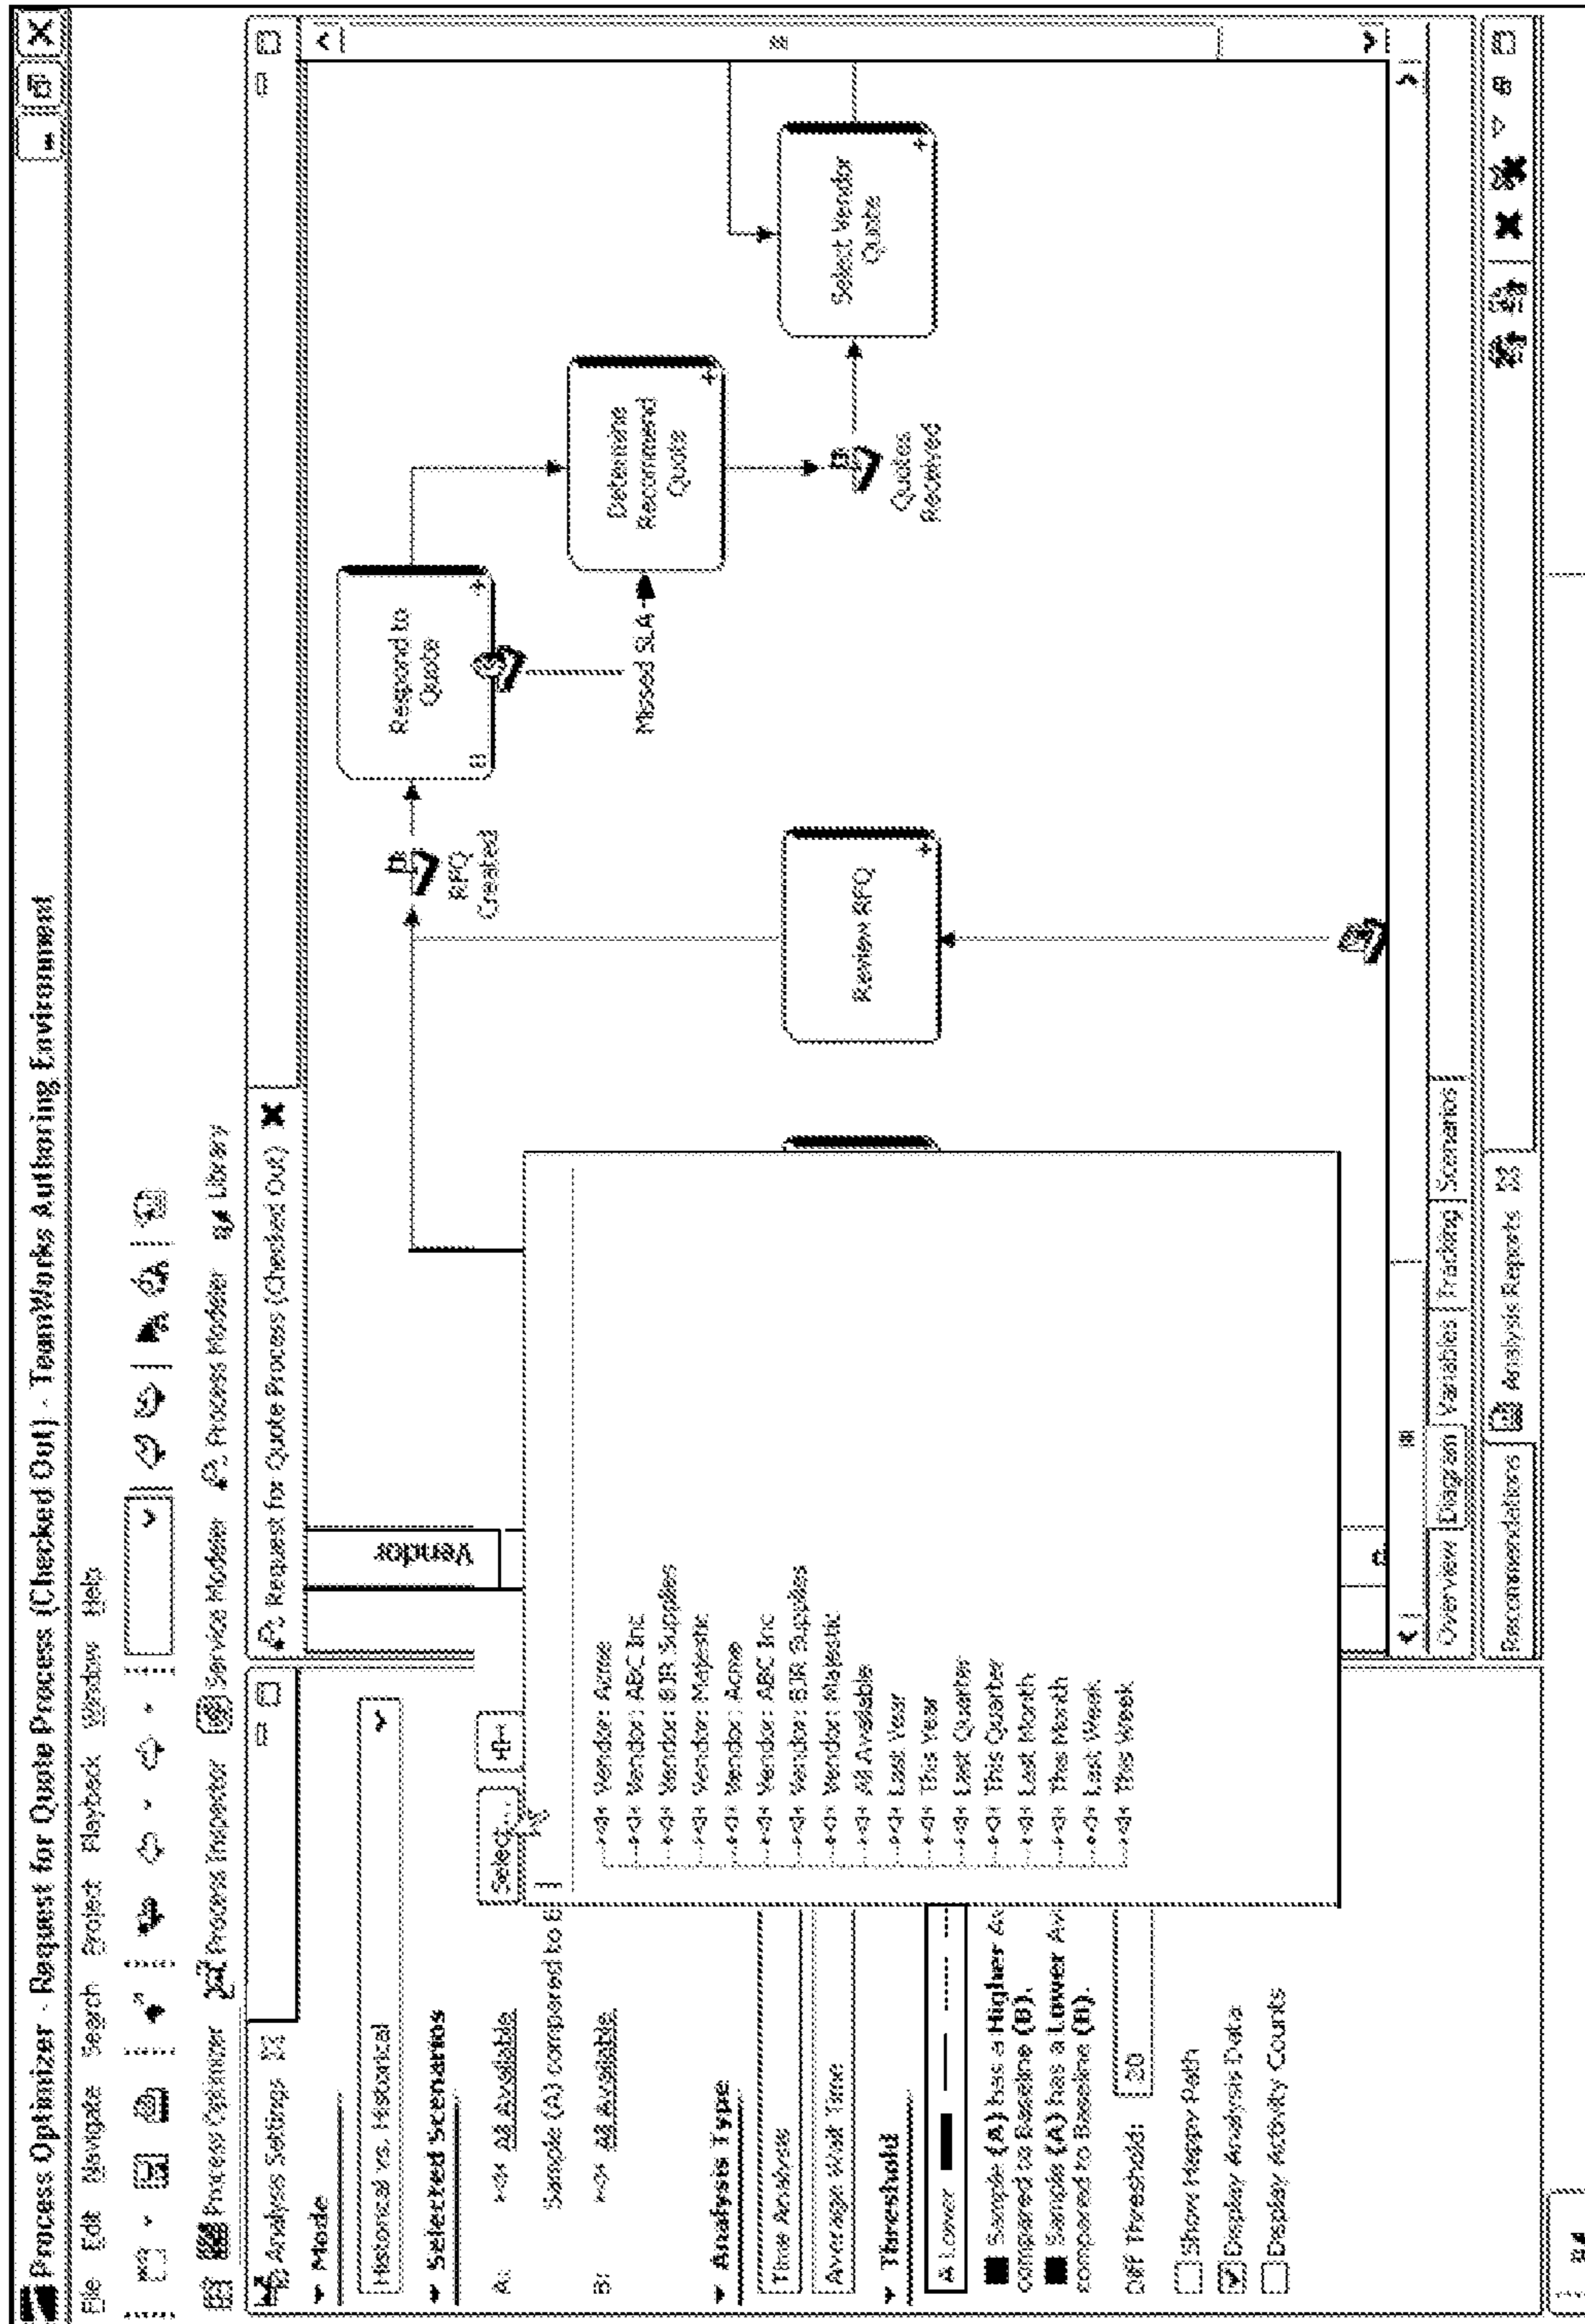 Process Optimizer - Request for Quote Process (Checked Out) - TeamWorks Authoring Environment
File Edit Navigate Search Project Playback Window Help
Process Optimizer Process Inspector Service Modeler Process Modeler Library
Analysis Settings
Mode
Historical vs. Historical
Selected Scenarios
A: All Available
Select...
Sample (A) compared to B
B: All Available
Analysis Type
Time Analysis
Average Wait Time
Threshold
A Lower
Sample (A) has a Higher Av
compared to Baseline (B).
Sample (A) has a Lower Av
compared to Baseline (B).
Diff Threshold: 20
Show Happy Path
Display Analysis Data
Display Activity Counts
Vendor: Acme
Vendor: ABC Inc
Vendor: BJR Supplies
Vendor: Majestic
Vendor: Acme
Vendor: ABC Inc
Vendor: BJR Supplies
Vendor: Majestic
All Available
Last Year
This Year
Last Quarter
This Quarter
Last Month
This Month
Last Week
This Week
Request for Quote Process (Checked Out)
Vendor
RFQ
Created
Respond to
Quote
Missed SLA
Determine
Recommend
Quote
Quotes
Received
Select Vendor
Quote
Review RFQ
Overview Diagram Variables Tracking Scenarios
Recommendations Analysis Reports